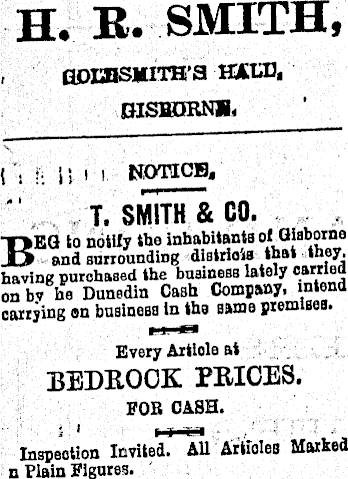 H. R. SMITH,
GOLDSMITH'S HALL,
GISBORNE.
NOTICE.
T. SMITH & CO.
BEG to notify the inhabitants of Gisborne
and surrounding districts that they,
having purchased the business lately carried
on by he Dunedin Cash Company, intend
carrying on business in the same premises.
Every Article at
BEDROCK PRICES.
FOR CASH.
Inspection Invited. All Articles Marked
n Plain Figures.